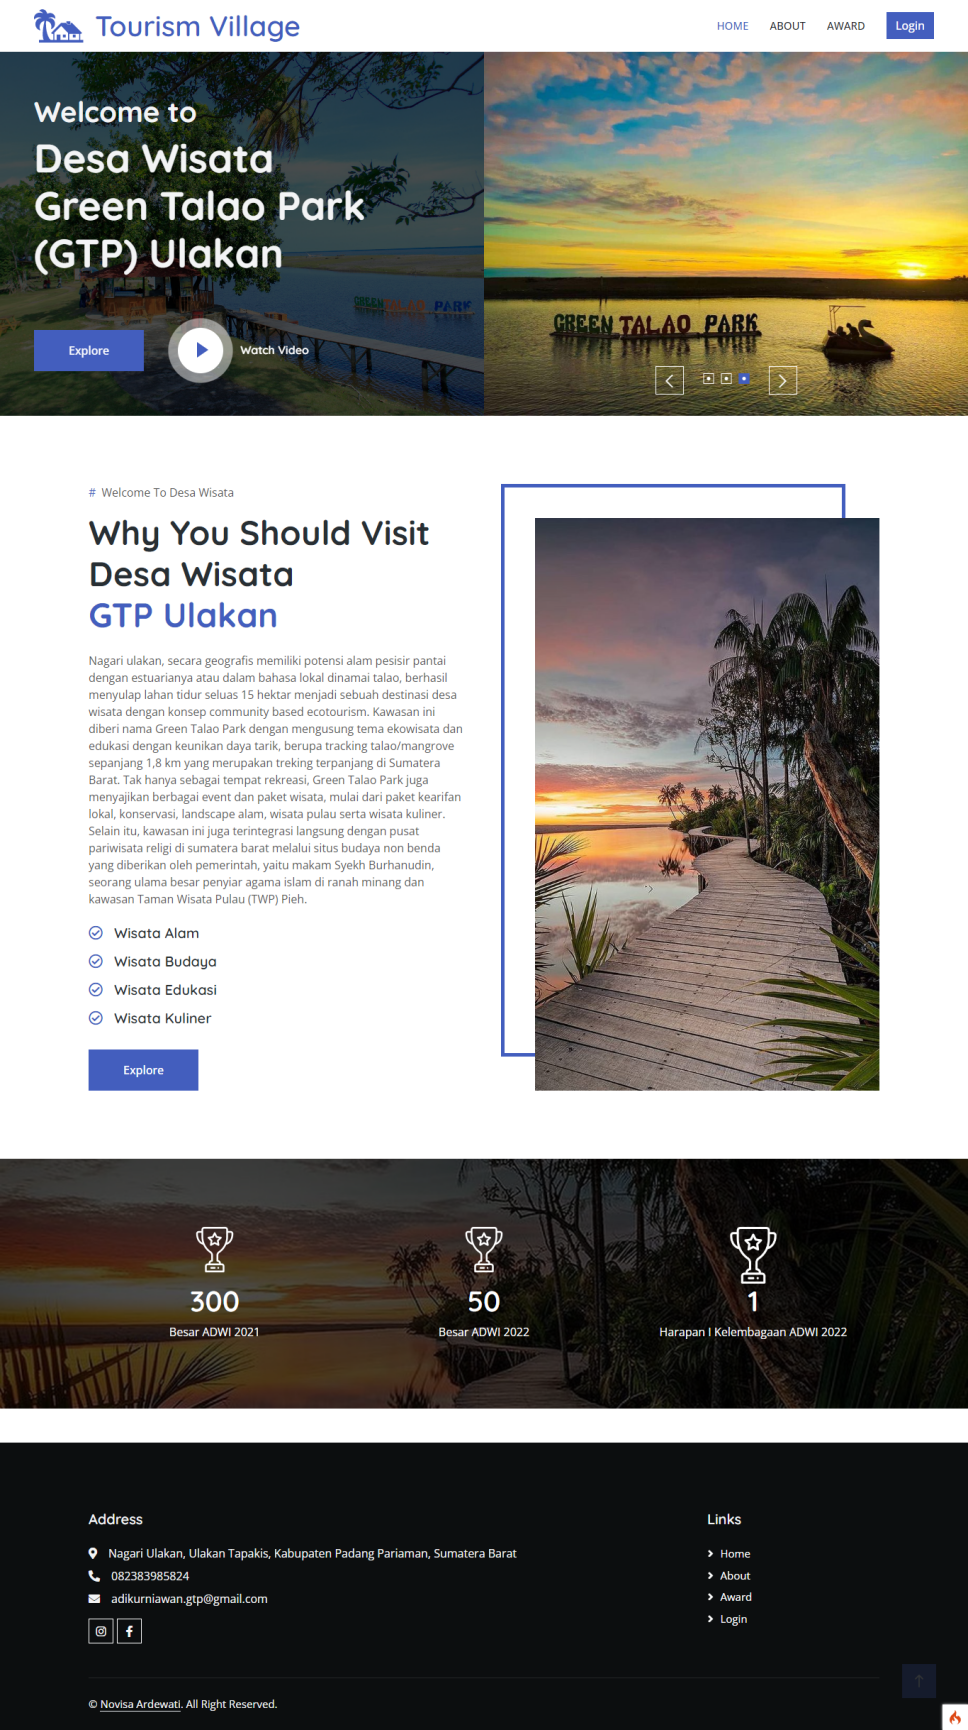 Tourism Village
HOME
ABOUT
AWARD
Login
Welcome to
Desa Wisata
Green Talao Park
(GTP) Ulakan
GREEN TALAO PARK
GREEN TALAO PARK
Explore
Watch Video
# Welcome To Desa Wisata
Why You Should Visit
Desa Wisata
GTP Ulakan
Nagari ulakan, secara geografis memiliki potensi alam pesisir pantai
dengan estuarianya atau dalam bahasa lokal dinamai talao, berhasil
menyulap lahan tidur seluas 15 hektar menjadi sebuah destinasi desa
wisata dengan konsep community based ecotourism. Kawasan ini
diberi nama Green Talao Park dengan mengusung tema ekowisata dan
edukasi dengan keunikan daya tarik, berupa tracking talao/mangrove
sepanjang 1,8 km yang merupakan treking terpanjang di Sumatera
Barat. Tak hanya sebagai tempat rekreasi, Green Talao Park juga
menyajikan berbagai event dan paket wisata, mulai dari paket kearifan
lokal, konservasi, landscape alam, wisata pulau serta wisata kuliner.
Selain itu, kawasan ini juga terintegrasi langsung dengan pusat
pariwisata religi di sumatera barat melalui situs budaya non benda
yang diberikan oleh pemerintah, yaitu makam Syekh Burhanudin,
seorang ulama besar penyiar agama islam di ranah minang dan
kawasan Taman Wisata Pulau (TWP) Pieh.
Wisata Alam
Wisata Budaya
Wisata Edukasi
Wisata Kuliner
Explore
300
Besar ADWI 2021
50
Besar ADWI 2022
1
Harapan I Kelembagaan ADWI 2022
Address
Nagari Ulakan, Ulakan Tapakis, Kabupaten Padang Pariaman, Sumatera Barat
082383985824
adikurniawan.gtp@gmail.com
Links
Home
About
Award
Login
© Novisa Ardewati. All Right Reserved.